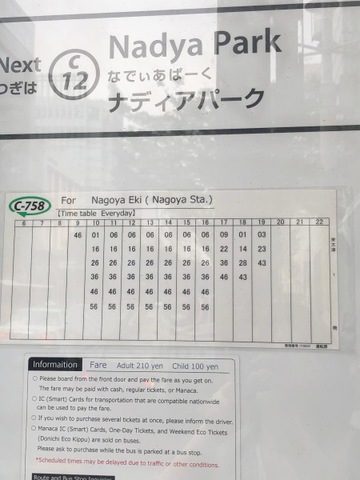 Next
つぎは
C
12
Nadya Park
なでぃあぱーく
ナディアパーク
C-758 For Nagoya Eki ( Nagoya Sta.)
【Time table Everyday】
6 7 8 9 10 11 12 13 14 15 16 17 18 19 20 21 22
46 01 06 06 06 06 06 06 09 01 03
16 16 16 16 16 16 16 22 14 23
26 26 26 26 26 26 26 36 28 43
36 36 36 36 36 36 36 46 43
46 46 46 46 46 46 46
56 56 56 56 56 56 56
Informaition Fare Adult 210 yen Child 100 yen
○ Please board from the front door and pay the fare as you get on.
The fare may be paid with cash, regular tickets, or Manaca.
○ IC (Smart) Cards for transportation that are compatible nationwide
can be used to pay the fare.
○ If you wish to purchase several tickets at once, please inform the driver.
○ Manaca IC (Smart) Cards, One-Day Tickets, and Weekend Eco Tickets
(Donichi Eco Kippu) are sold on buses.
Please ask to purchase while the bus is parked at a bus stop.
*Scheduled times may be delayed due to traffic or other conditions.
Route and Bus Stop Inquiries